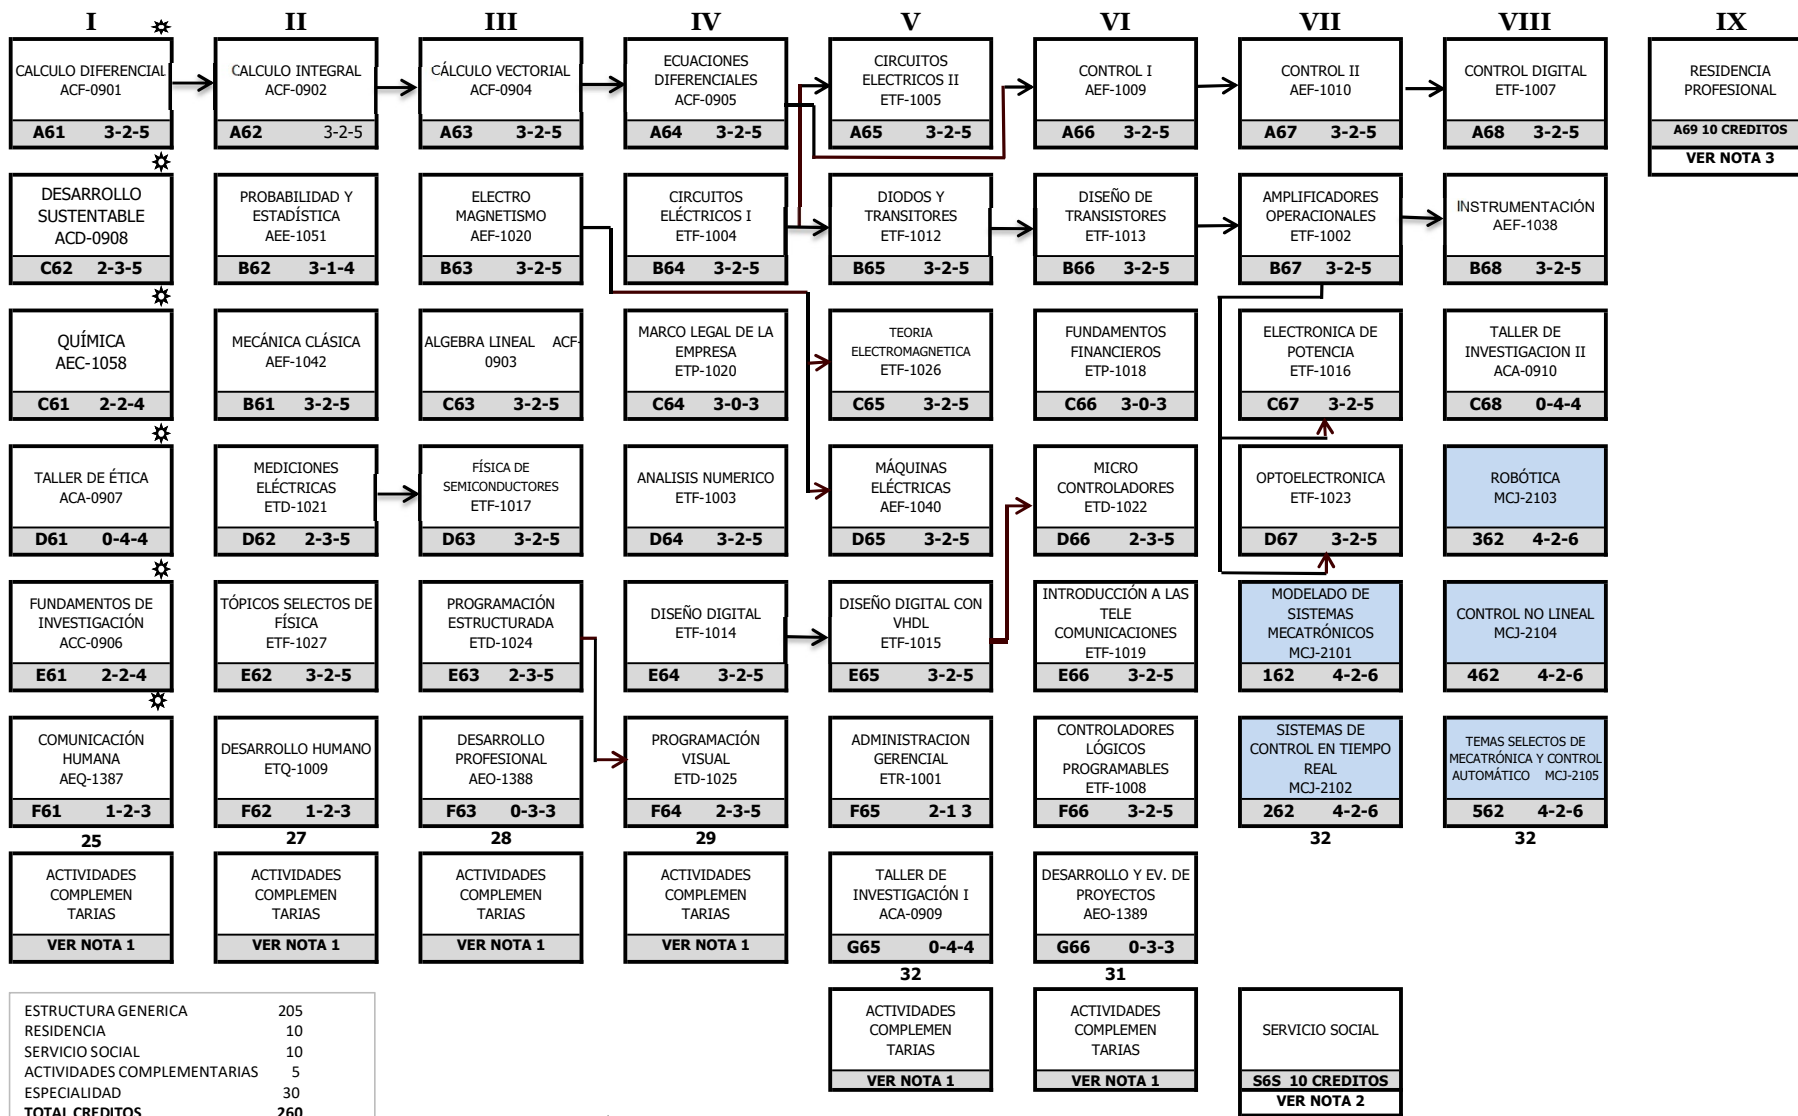 I II III IV V VI VII VIII IX
CALCULO DIFERENCIAL
ACF-0901
A61 3-2-5
CALCULO INTEGRAL
ACF-0902
A62 3-2-5
CÁLCULO VECTORIAL
ACF-0904
A63 3-2-5
ECUACIONES
DIFERENCIALES
ACF-0905
A64 3-2-5
CIRCUITOS
ELECTRICOS II
ETF-1005
A65 3-2-5
CONTROL I
AEF-1009
A66 3-2-5
CONTROL II
AEF-1010
A67 3-2-5
CONTROL DIGITAL
ETF-1007
A68 3-2-5
RESIDENCIA
PROFESIONAL
A69 10 CREDITOS
VER NOTA 3
DESARROLLO
SUSTENTABLE
ACD-0908
C62 2-3-5
PROBABILIDAD Y
ESTADÍSTICA
AEE-1051
B62 3-1-4
ELECTRO
MAGNETISMO
AEF-1020
B63 3-2-5
CIRCUITOS
ELÉCTRICOS I
ETF-1004
B64 3-2-5
DIODOS Y
TRANSITORES
ETF-1012
B65 3-2-5
DISEÑO DE
TRANSISTORES
ETF-1013
B66 3-2-5
AMPLIFICADORES
OPERACIONALES
ETF-1002
B67 3-2-5
INSTRUMENTACIÓN
AEF-1038
B68 3-2-5
QUÍMICA
AEC-1058
C61 2-2-4
MECÁNICA CLÁSICA
AEF-1042
B61 3-2-5
ALGEBRA LINEAL ACF-
0903
C63 3-2-5
MARCO LEGAL DE LA
EMPRESA
ETP-1020
C64 3-0-3
TEORIA
ELECTROMAGNETICA
ETF-1026
C65 3-2-5
FUNDAMENTOS
FINANCIEROS
ETP-1018
C66 3-0-3
ELECTRONICA DE
POTENCIA
ETF-1016
C67 3-2-5
TALLER DE
INVESTIGACION II
ACA-0910
C68 0-4-4
TALLER DE ÉTICA
ACA-0907
D61 0-4-4
MEDICIONES
ELÉCTRICAS
ETD-1021
D62 2-3-5
FÍSICA DE
SEMICONDUCTORES
ETF-1017
D63 3-2-5
ANALISIS NUMERICO
ETF-1003
D64 3-2-5
MÁQUINAS
ELÉCTRICAS
AEF-1040
D65 3-2-5
MICRO
CONTROLADORES
ETD-1022
D66 2-3-5
OPTOELECTRONICA
ETF-1023
D67 3-2-5
ROBÓTICA
MCJ-2103
362 4-2-6
FUNDAMENTOS DE
INVESTIGACIÓN
ACC-0906
E61 2-2-4
TÓPICOS SELECTOS DE
FÍSICA
ETF-1027
E62 3-2-5
PROGRAMACIÓN
ESTRUCTURADA
ETD-1024
E63 2-3-5
DISEÑO DIGITAL
ETF-1014
E64 3-2-5
DISEÑO DIGITAL CON
VHDL
ETF-1015
E65 3-2-5
INTRODUCCIÓN A LAS
TELE
COMUNICACIONES
ETF-1019
E66 3-2-5
MODELADO DE
SISTEMAS
MECATRÓNICOS
MCJ-2101
162 4-2-6
CONTROL NO LINEAL
MCJ-2104
462 4-2-6
COMUNICACIÓN
HUMANA
AEQ-1387
F61 1-2-3
DESARROLLO HUMANO
ETQ-1009
F62 1-2-3
DESARROLLO
PROFESIONAL
AEO-1388
F63 0-3-3
PROGRAMACIÓN
VISUAL
ETD-1025
F64 2-3-5
ADMINISTRACION
GERENCIAL
ETR-1001
F65 2-1 3
CONTROLADORES
LÓGICOS
PROGRAMABLES
ETF-1008
F66 3-2-5
SISTEMAS DE
CONTROL EN TIEMPO
REAL
MCJ-2102
262 4-2-6
TEMAS SELECTOS DE
MECATRÓNICA Y CONTROL
AUTOMÁTICO MCJ-2105
562 4-2-6
25 27 28 29 32 32
ACTIVIDADES
COMPLEMEN
TARIAS
VER NOTA 1
ACTIVIDADES
COMPLEMEN
TARIAS
VER NOTA 1
ACTIVIDADES
COMPLEMEN
TARIAS
VER NOTA 1
ACTIVIDADES
COMPLEMEN
TARIAS
VER NOTA 1
TALLER DE
INVESTIGACIÓN I
ACA-0909
G65 0-4-4
DESARROLLO Y EV. DE
PROYECTOS
AEO-1389
G66 0-3-3
32 31
ESTRUCTURA GENERICA 205
RESIDENCIA 10
SERVICIO SOCIAL 10
ACTIVIDADES COMPLEMENTARIAS 5
ESPECIALIDAD 30
TOTAL CREDITOS 260
ACTIVIDADES
COMPLEMEN
TARIAS
VER NOTA 1
ACTIVIDADES
COMPLEMEN
TARIAS
VER NOTA 1
SERVICIO SOCIAL
S6S 10 CREDITOS
VER NOTA 2